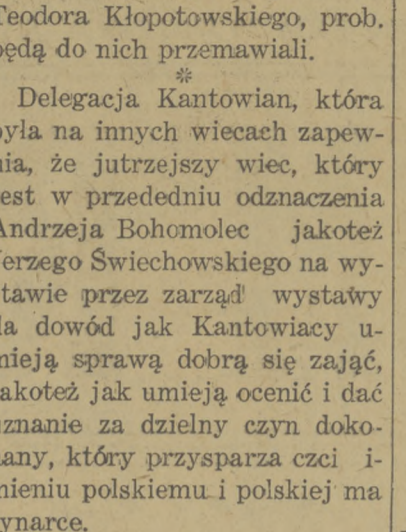 Teodora Kłopotowskiego, prob.
będą do nich przemawiali.
*
Delegacja Kantowian, która
była na innych wiecach zapew-
nia, że jutrzejszy wiec, który
jest w przededniu odznaczenia
Andrzeja Bohomolec jakoteż
Jerzego Świechowskiego na wy-
stawie przez zarząd wystawy
da dowód jak Kantowiacy u-
mieją sprawą dobrą się zająć,
jakoteż jak umieją ocenić i dać
uznanie za dzielny czyn doko-
nany, który przysparza czci i-
mieniu polskiemu i polskiej ma
rynarce.